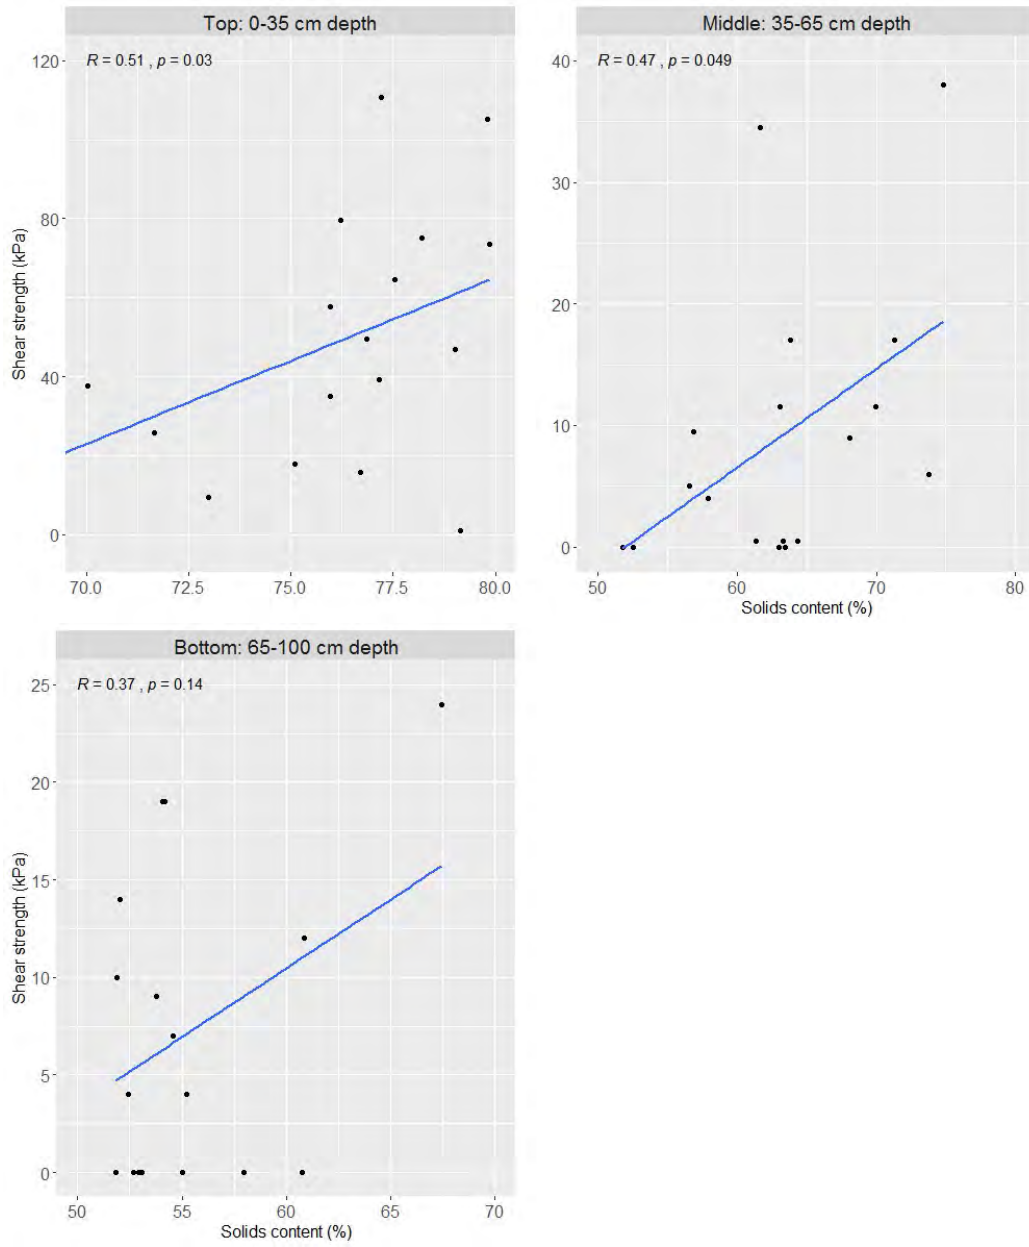 Top: 0-35 cm depth
R = 0.51 , p = 0.03
120
80
40
0
Shear strength (kPa)
70.0 72.5 75.0 77.5 80.0
Middle: 35-65 cm depth
R = 0.47 , p = 0.049
40
30
20
10
0
50 60 70 80
Solids content (%)
Bottom: 65-100 cm depth
R = 0.37 , p = 0.14
25
20
15
10
5
0
Shear strength (kPa)
50 55 60 65 70
Solids content (%)